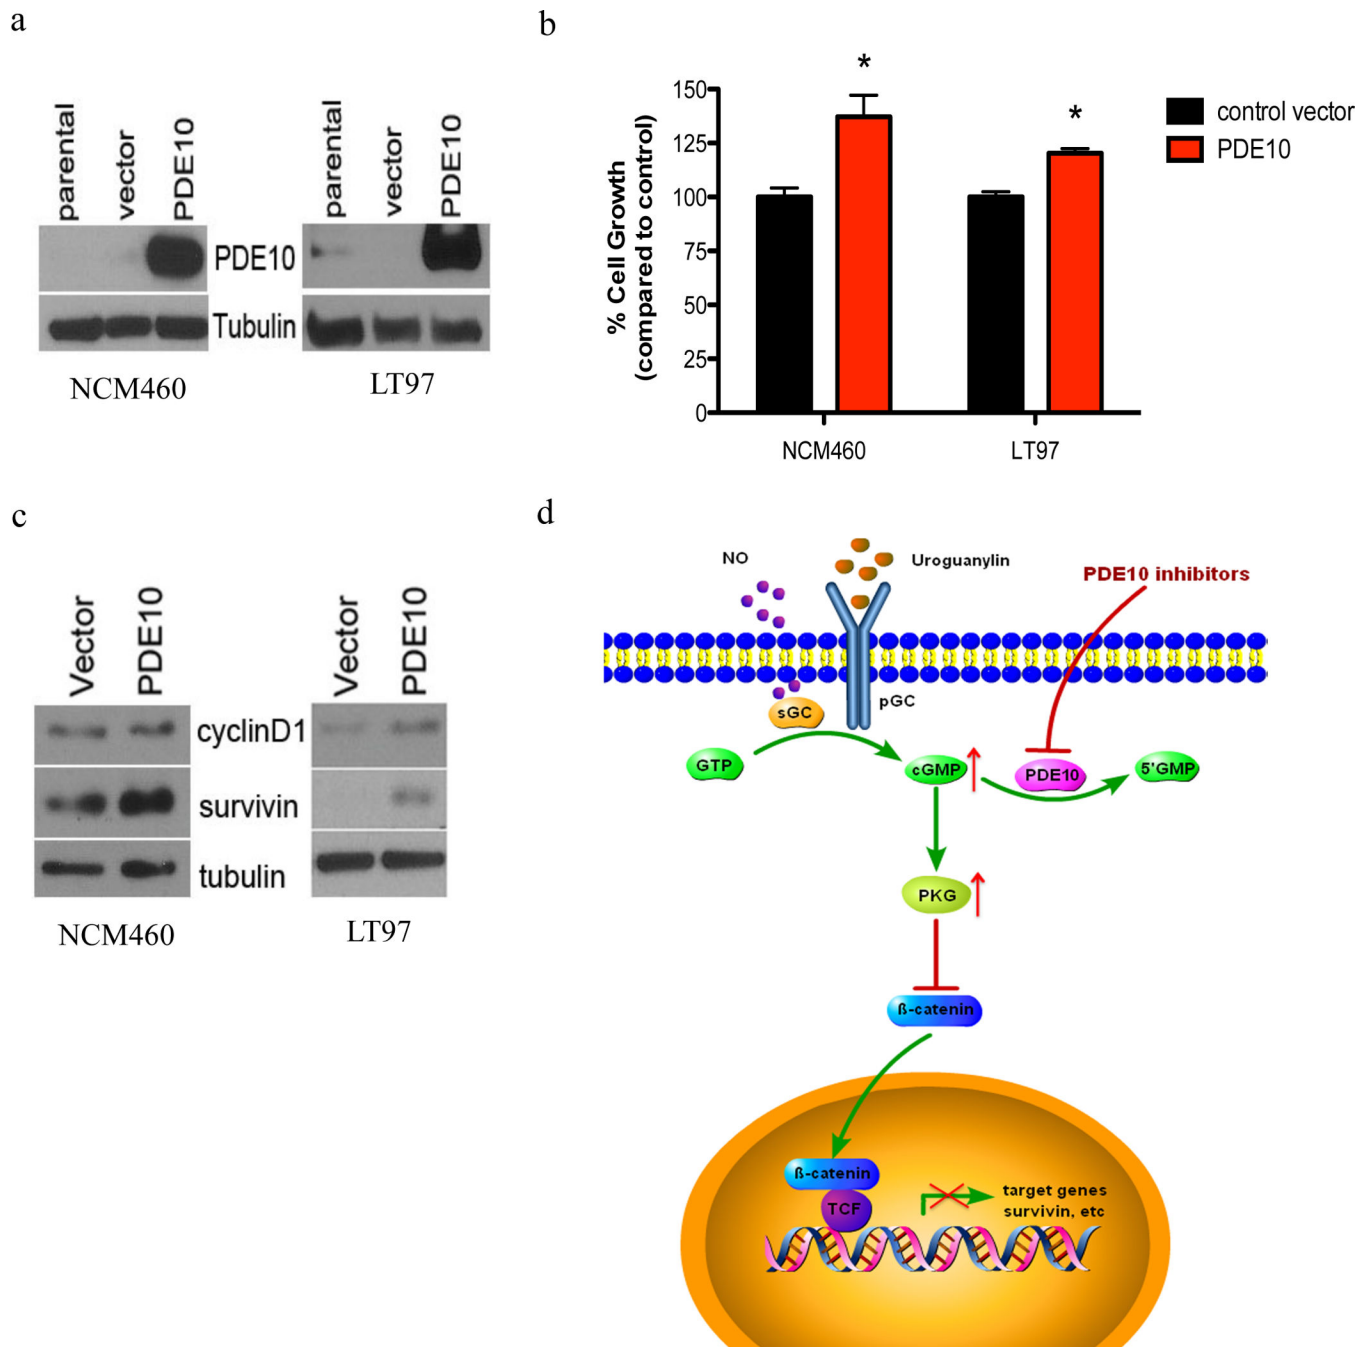 a
parental
vector
PDE10
parental
vector
PDE10
PDE10
Tubulin
NCM460
LT97
b
*
*
150
125
100
75
50
25
0
% Cell Growth
(compared to control)
NCM460
LT97
control vector
PDE10
c
Vector
PDE10
Vector
PDE10
cyclinD1
survivin
tubulin
NCM460
LT97
d
NO
Uroguanylin
PDE10 inhibitors
sGC
pGC
GTP
cGMP
PDE10
5'GMP
PKG
ß-catenin
ß-catenin
TCF
target genes
survivin, etc